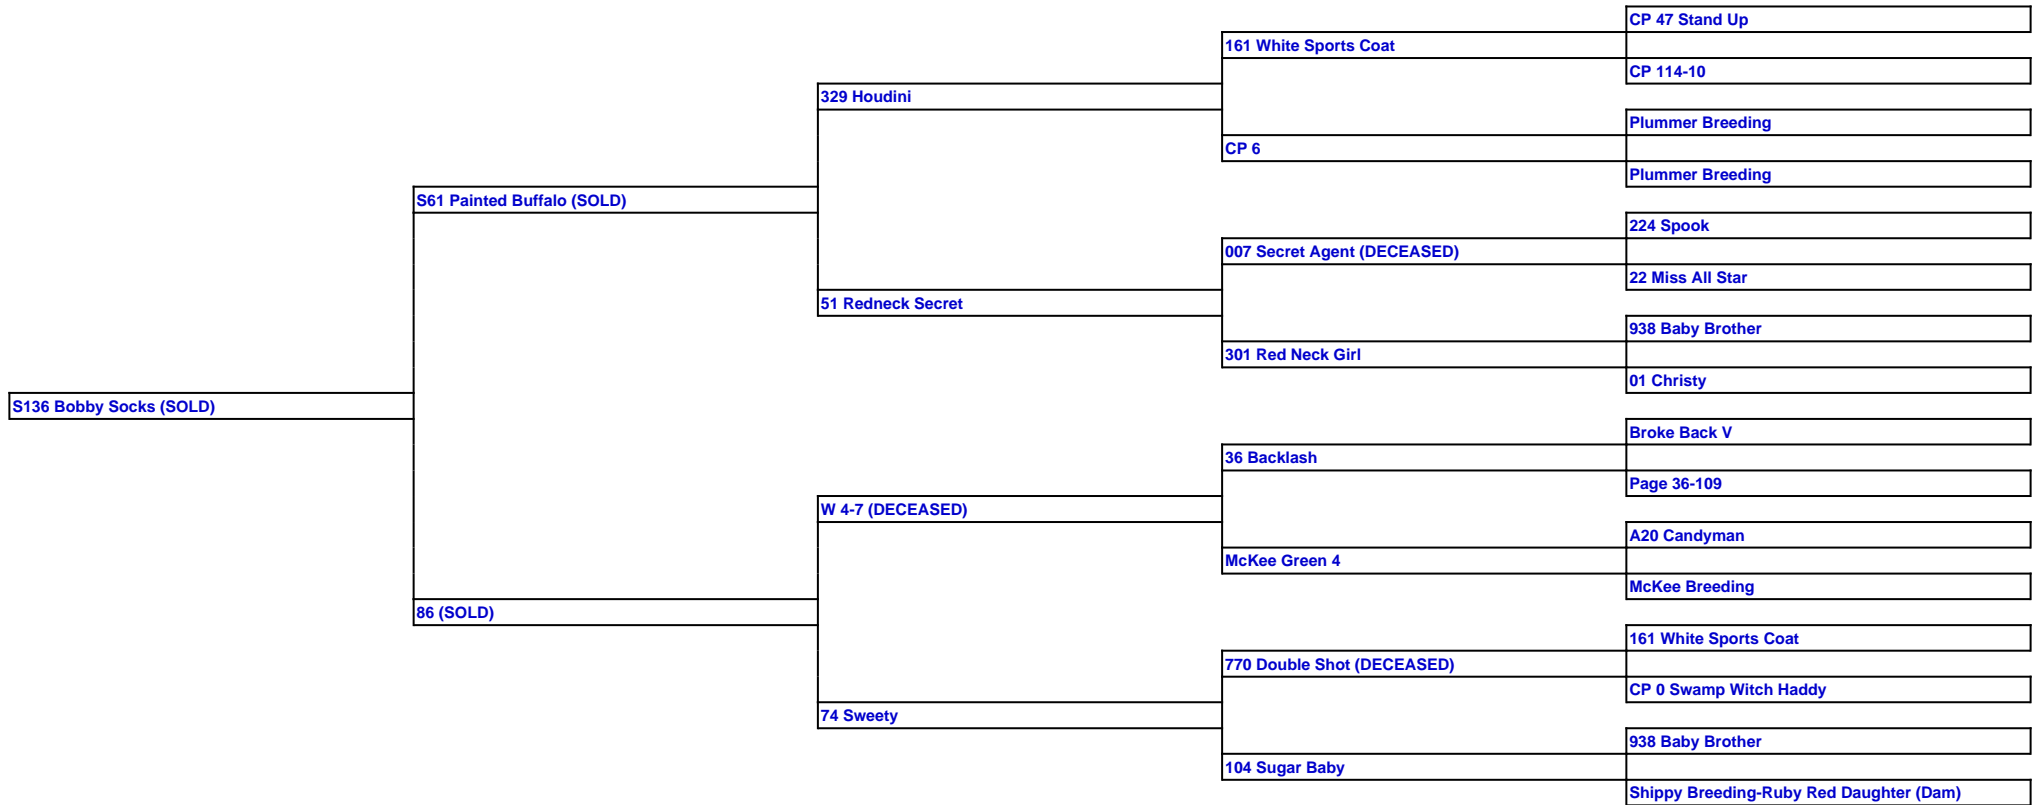 CP 47 Stand Up
161 White Sports Coat
CP 114-10
329 Houdini
Plummer Breeding
CP 6
Plummer Breeding
S61 Painted Buffalo (SOLD)
224 Spook
007 Secret Agent (DECEASED)
22 Miss All Star
51 Redneck Secret
938 Baby Brother
301 Red Neck Girl
01 Christy
S136 Bobby Socks (SOLD)
Broke Back V
36 Backlash
Page 36-109
W 4-7 (DECEASED)
A20 Candyman
McKee Green 4
McKee Breeding
86 (SOLD)
161 White Sports Coat
770 Double Shot (DECEASED)
CP 0 Swamp Witch Haddy
74 Sweety
938 Baby Brother
104 Sugar Baby
Shippy Breeding-Ruby Red Daughter (Dam)